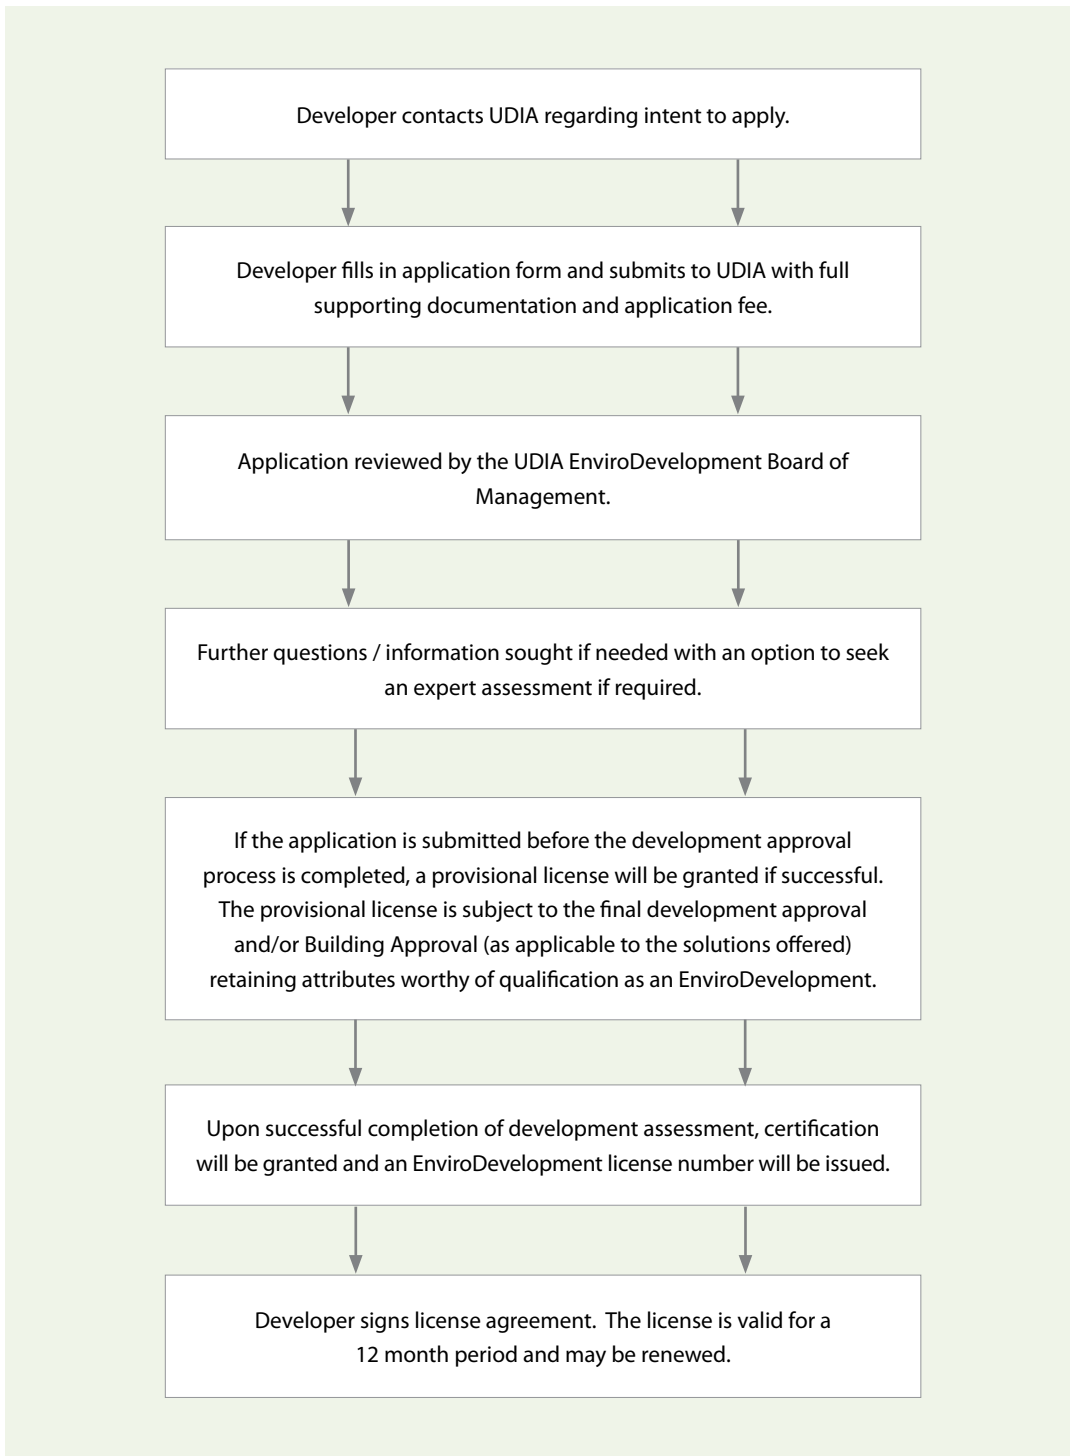 Developer contacts UDIA regarding intent to apply.
Developer fills in application form and submits to UDIA with full
supporting documentation and application fee.
Application reviewed by the UDIA EnviroDevelopment Board of
Management.
Further questions / information sought if needed with an option to seek
an expert assessment if required.
If the application is submitted before the development approval
process is completed, a provisional license will be granted if successful.
The provisional license is subject to the final development approval
and/or Building Approval (as applicable to the solutions offered)
retaining attributes worthy of qualification as an EnviroDevelopment.
Upon successful completion of development assessment, certification
will be granted and an EnviroDevelopment license number will be issued.
Developer signs license agreement.  The license is valid for a
12 month period and may be renewed.